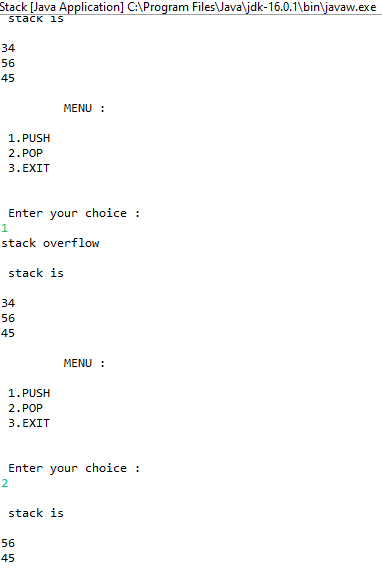 Stack [Java Application] C:\Program Files\Java\jdk-16.0.1\bin\javaw.exe
stack is
34
56
45
MENU :
1.PUSH
2.POP
3.EXIT
Enter your choice :
1
stack overflow
stack is
34
56
45
MENU :
1.PUSH
2.POP
3.EXIT
Enter your choice :
2
stack is
56
45